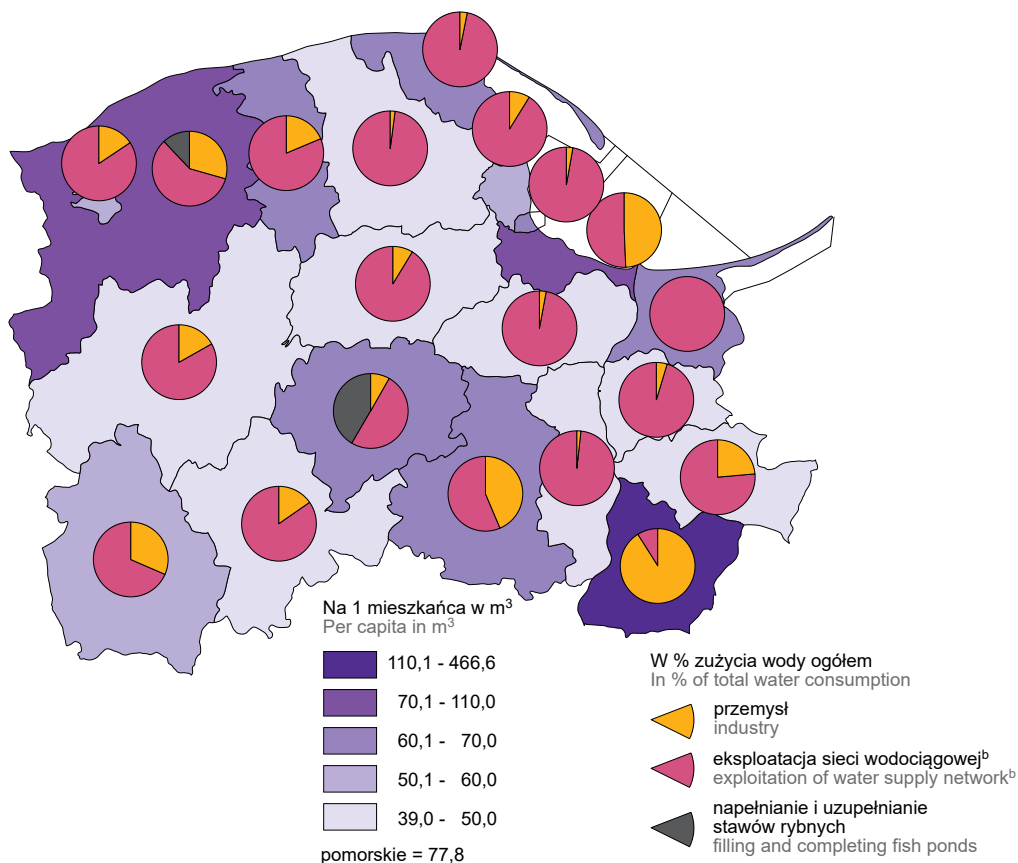 Na 1 mieszkańca w m³
Per capita in m³
110,1 - 466,6
70,1 - 110,0
60,1 - 70,0
50,1 - 60,0
39,0 - 50,0
pomorskie = 77,8
W % zużycia wody ogółem
In % of total water consumption
przemysł
industry
eksploatacja sieci wodociągowejᵇ
exploitation of water supply networkᵇ
napełnianie i uzupełnianie
stawów rybnych
filling and completing fish ponds